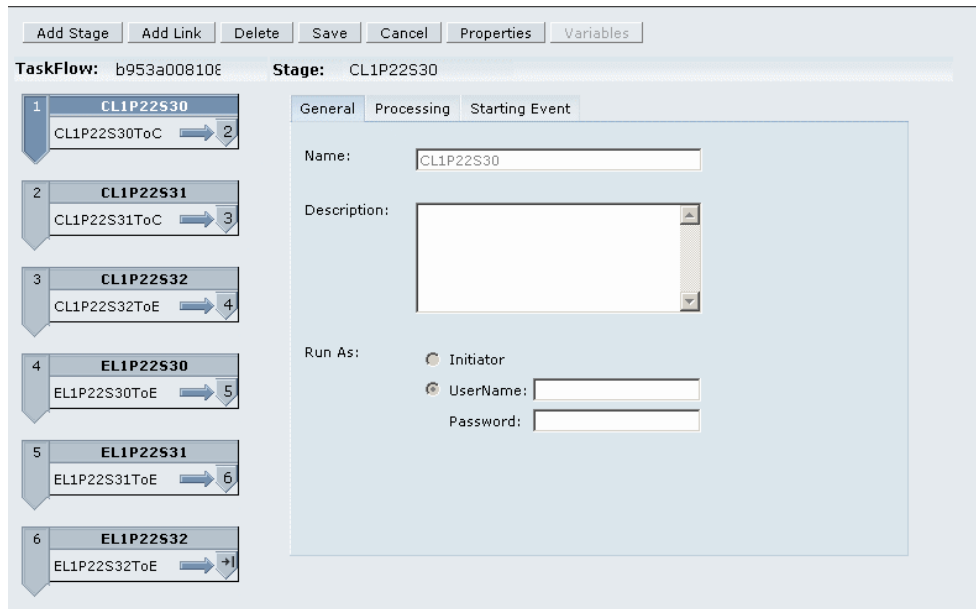 Add Stage Add Link Delete Save Cancel Properties Variables
TaskFlow: b953a008108 Stage: CL1P22S30
1 CL1P22S30
CL1P22S30ToC 2
2 CL1P22S31
CL1P22S31ToC 3
3 CL1P22S32
CL1P22S32ToE 4
4 EL1P22S30
EL1P22S30ToE 5
5 EL1P22S31
EL1P22S31ToE 6
6 EL1P22S32
EL1P22S32ToE
General Processing Starting Event
Name: CL1P22S30
Description:
Run As: Initiator
UserName:
Password: